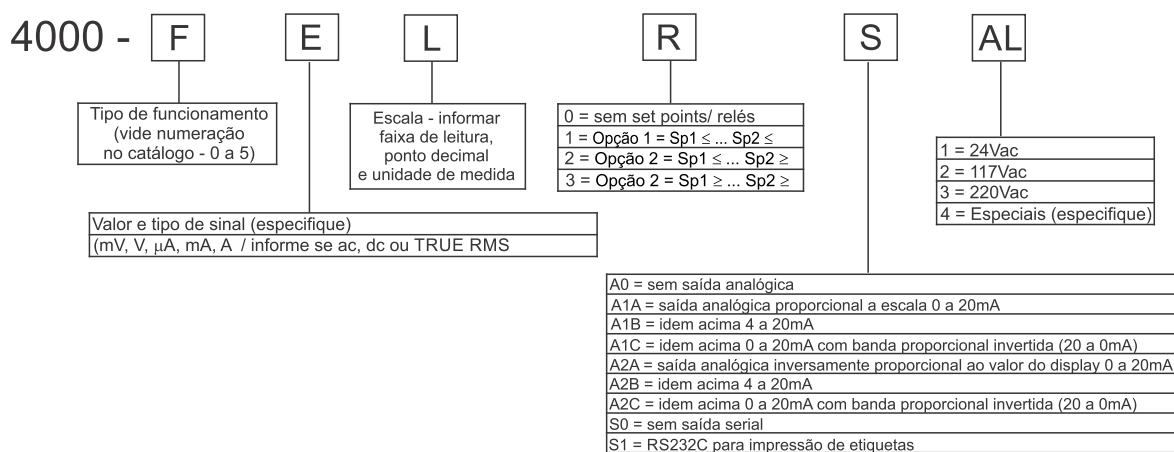 4000 - F E L R S AL
Tipo de funcionamento
(vide numeração
no catálogo - 0 a 5)
Escala - informar
faixa de leitura,
ponto decimal
e unidade de medida
0 = sem set points/ relés
1 = Opção 1 = Sp1 ≤ ... Sp2 ≤
2 = Opção 2 = Sp1 ≤ ... Sp2 ≥
3 = Opção 2 = Sp1 ≥ ... Sp2 ≥
1 = 24Vac
2 = 117Vac
3 = 220Vac
4 = Especiais (especifique)
Valor e tipo de sinal (especifique)
(mV, V, μA, mA, A / informe se ac, dc ou TRUE RMS
A0 = sem saída analógica
A1A = saída analógica proporcional a escala 0 a 20mA
A1B = idem acima 4 a 20mA
A1C = idem acima 0 a 20mA com banda proporcional invertida (20 a 0mA)
A2A = saída analógica inversamente proporcional ao valor do display 0 a 20mA
A2B = idem acima 4 a 20mA
A2C = idem acima 0 a 20mA com banda proporcional invertida (20 a 0mA)
S0 = sem saída serial
S1 = RS232C para impressão de etiquetas